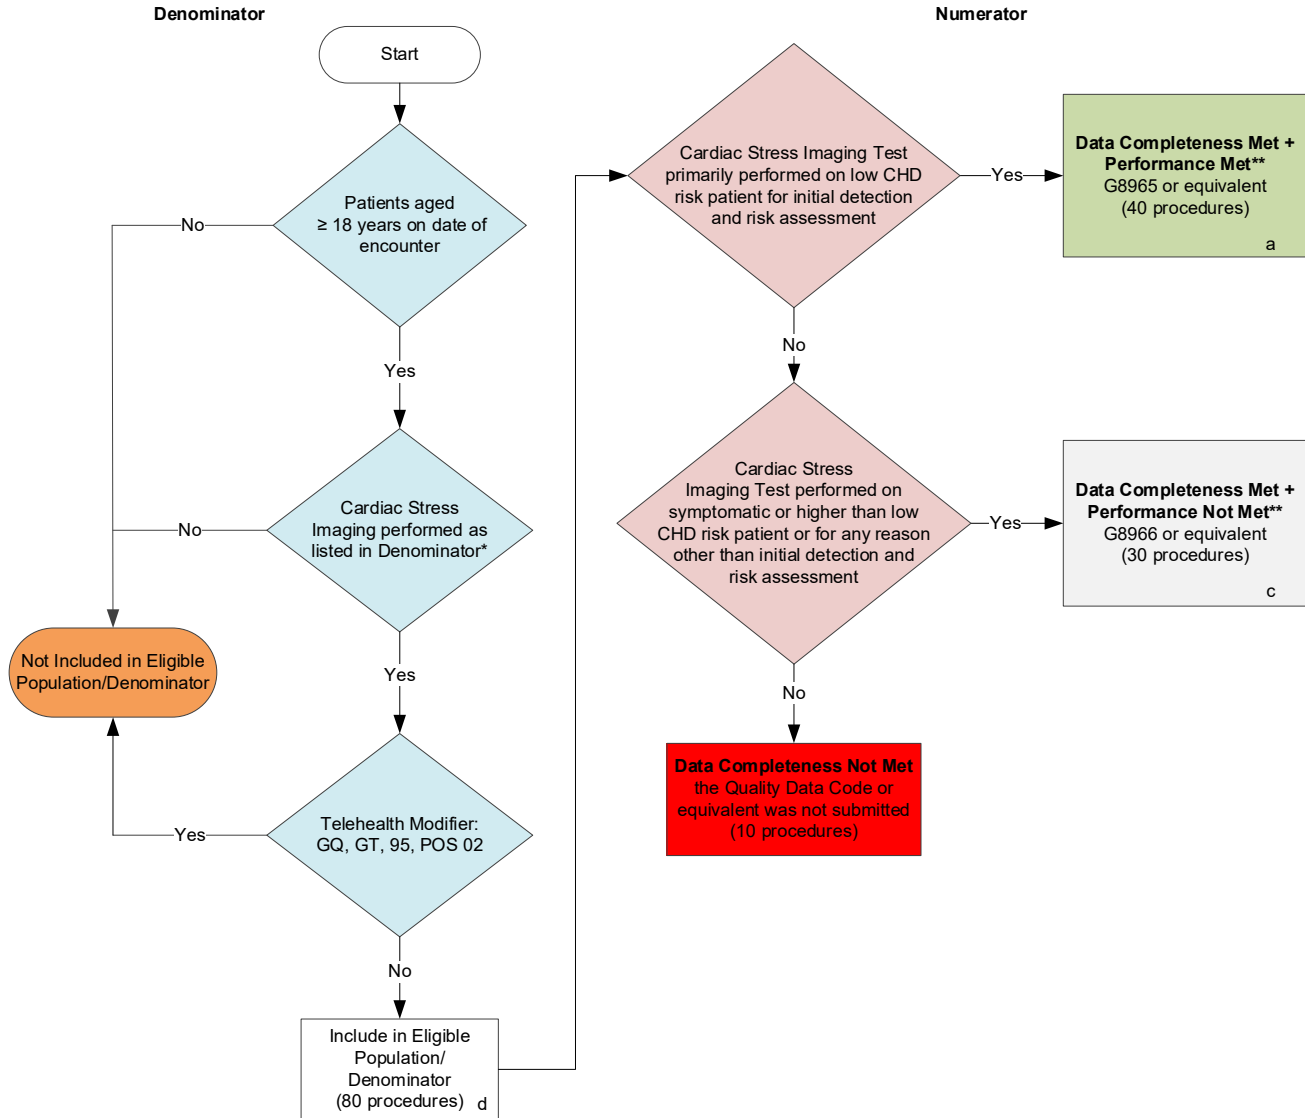 Denominator
Start
Patients aged
≥ 18 years on date of
encounter
No
Yes
Cardiac Stress
Imaging performed as
listed in Denominator*
No
Yes
Not Included in Eligible
Population/Denominator
Telehealth Modifier:
GQ, GT, 95, POS 02
Yes
No
Include in Eligible
Population/
Denominator
(80 procedures) d
Numerator
Cardiac Stress Imaging Test
primarily performed on low CHD
risk patient for initial detection
and risk assessment
Yes
Data Completeness Met +
Performance Met**
G8965 or equivalent
(40 procedures)
a
No
Cardiac Stress
Imaging Test performed on
symptomatic or higher than low
CHD risk patient or for any reason
other than initial detection and
risk assessment
Yes
Data Completeness Met +
Performance Not Met**
G8966 or equivalent
(30 procedures)
c
No
Data Completeness Not Met
the Quality Data Code or
equivalent was not submitted
(10 procedures)